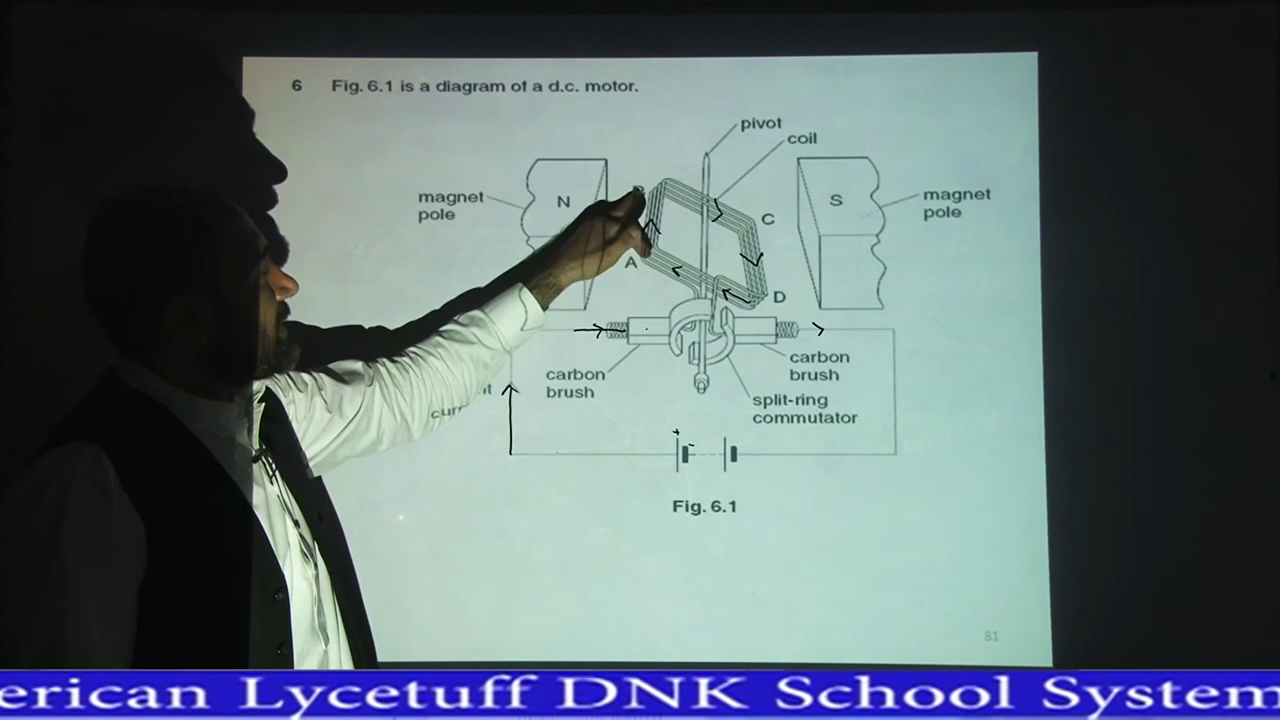 6 Fig. 6.1 is a diagram of a d.c. motor.
pivot
coil
magnet
pole
N
S
magnet
pole
C
A
D
carbon
brush
carbon
brush
split-ring
commutator
+
-
Fig. 6.1
81
erican Lycetuff DNK School System